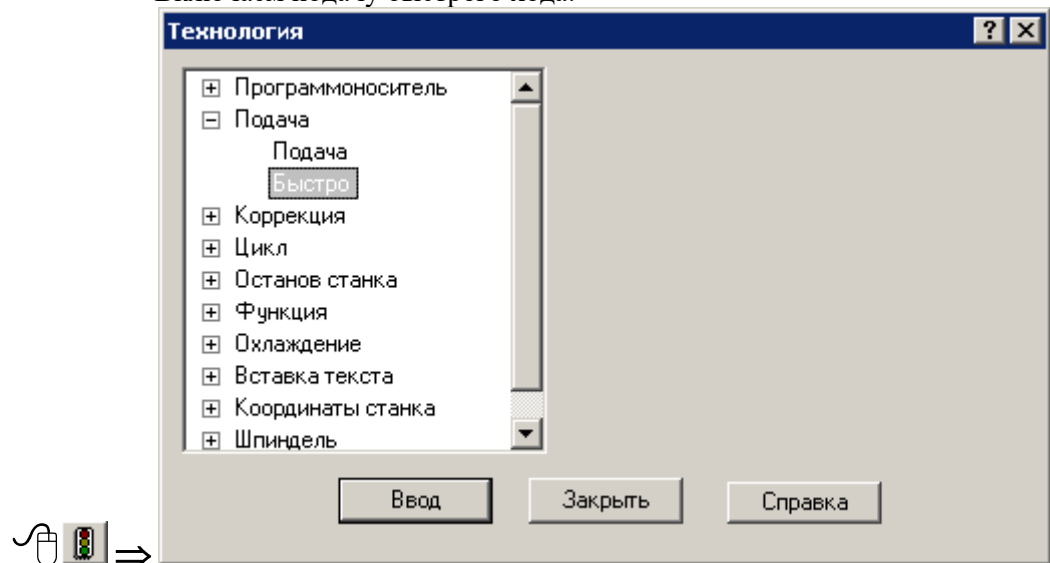 Технология
Программоноситель
Подача
Подача
Быстро
Коррекция
Цикл
Останов станка
Функция
Охлаждение
Вставка текста
Координаты станка
Шпиндель
Ввод Закрыть Справка
⇒